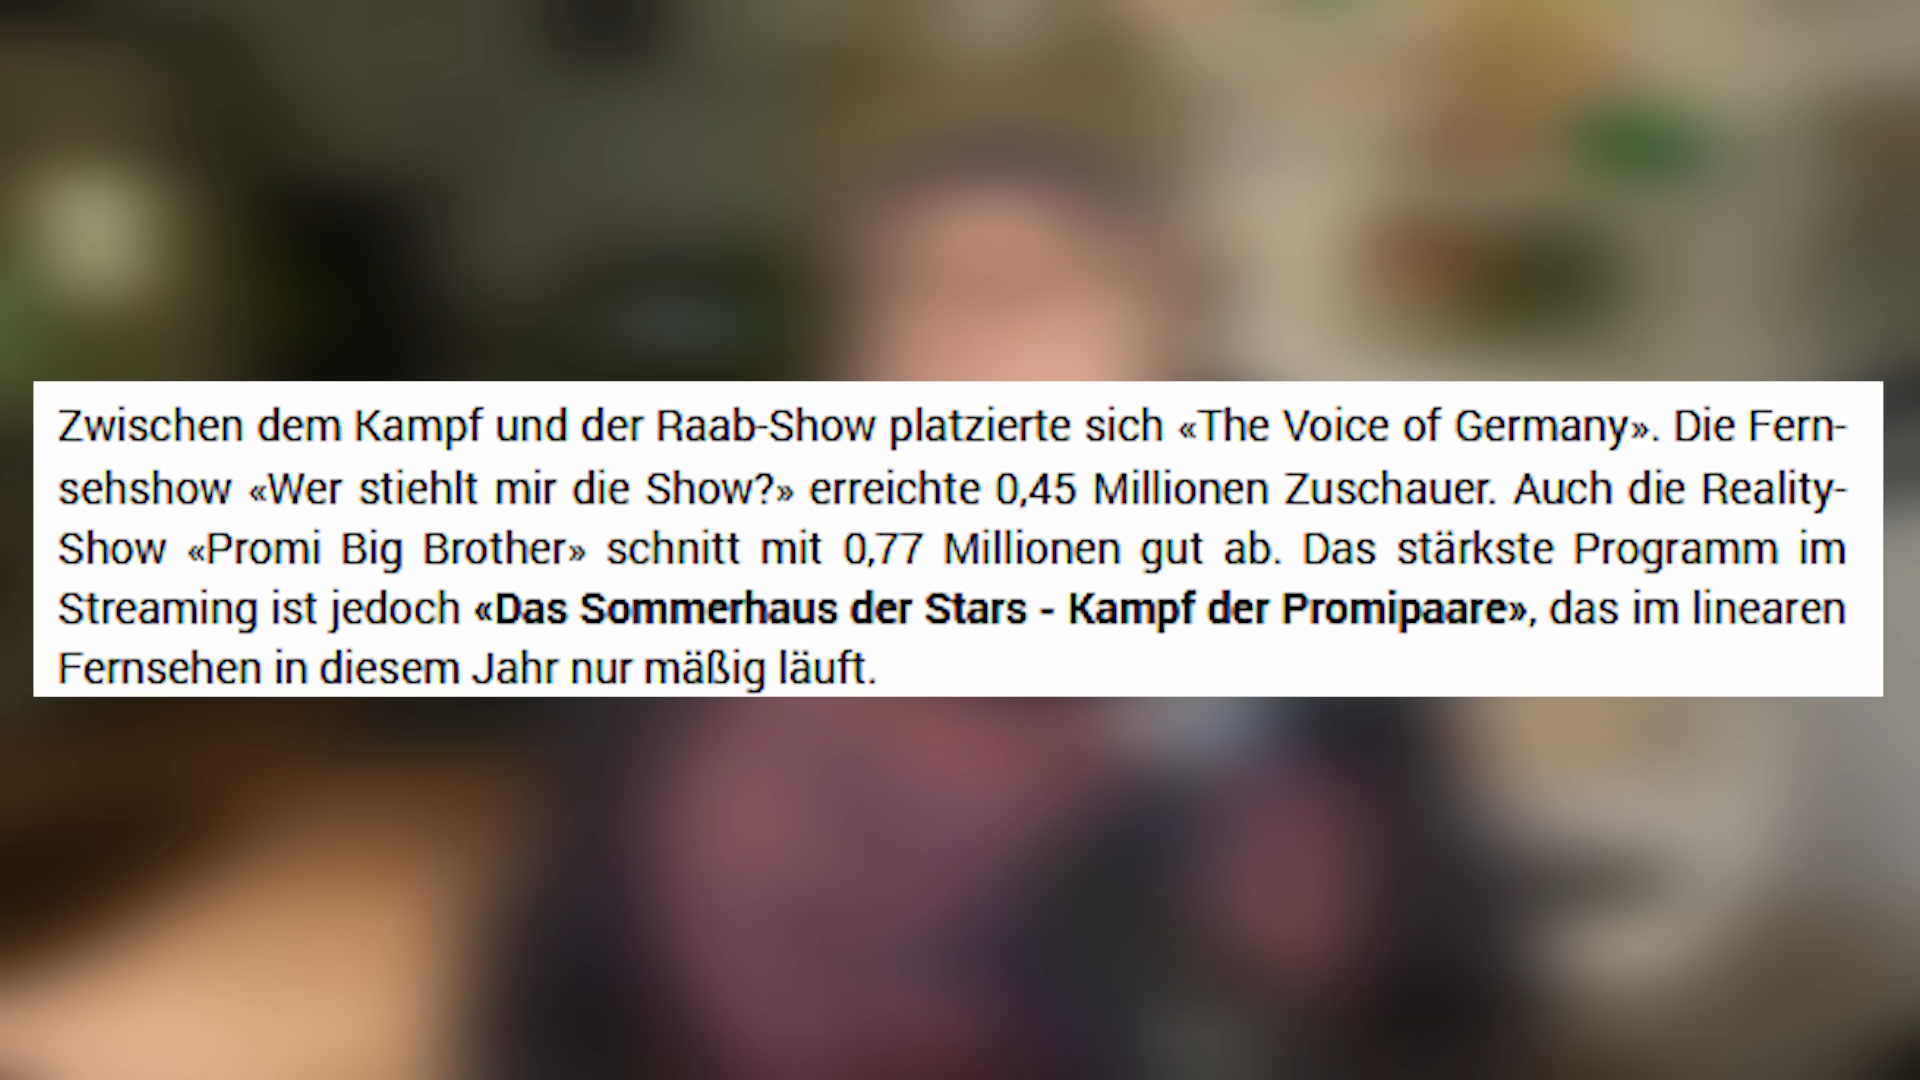 Zwischen dem Kampf und der Raab-Show platzierte sich «The Voice of Germany». Die Fern-
sehshow «Wer stiehlt mir die Show?» erreichte 0,45 Millionen Zuschauer. Auch die Reality-
Show «Promi Big Brother» schnitt mit 0,77 Millionen gut ab. Das stärkste Programm im
Streaming ist jedoch «Das Sommerhaus der Stars - Kampf der Promipaare», das im linearen
Fernsehen in diesem Jahr nur mäßig läuft.